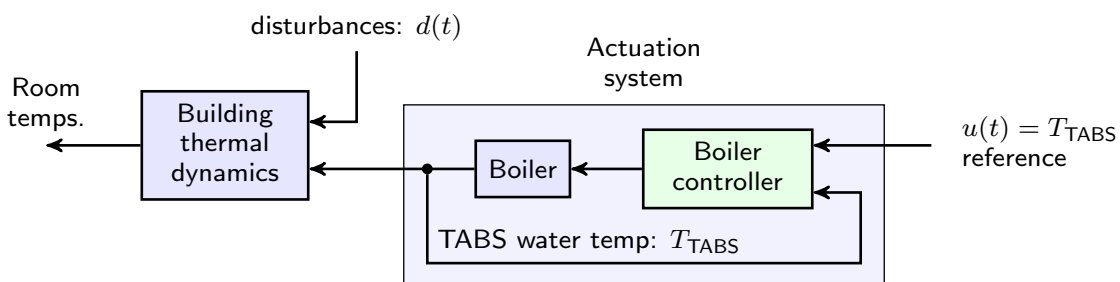 disturbances: d(t)
Actuation
system
Room
temps.
Building
thermal
dynamics
Boiler
Boiler
controller
u(t) = T_TABS
reference
TABS water temp: T_TABS